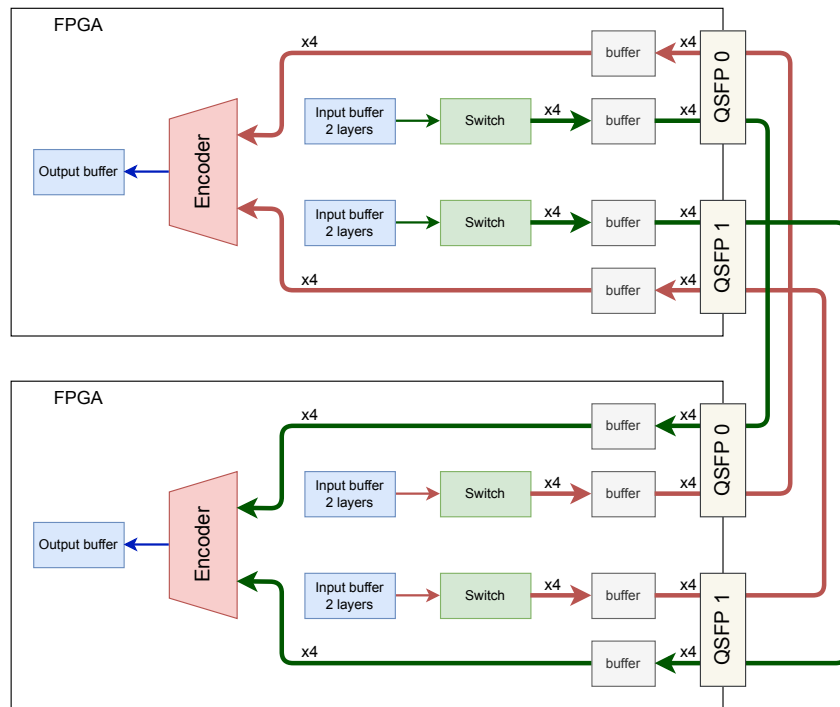 FPGA
x4
buffer
x4
QSFP 0
Input buffer
2 layers
Switch
x4
buffer
x4
Encoder
Output buffer
Input buffer
2 layers
Switch
x4
buffer
x4
QSFP 1
x4
buffer
x4
FPGA
x4
buffer
x4
QSFP 0
Input buffer
2 layers
Switch
x4
buffer
x4
Encoder
Output buffer
Input buffer
2 layers
Switch
x4
buffer
x4
QSFP 1
x4
buffer
x4